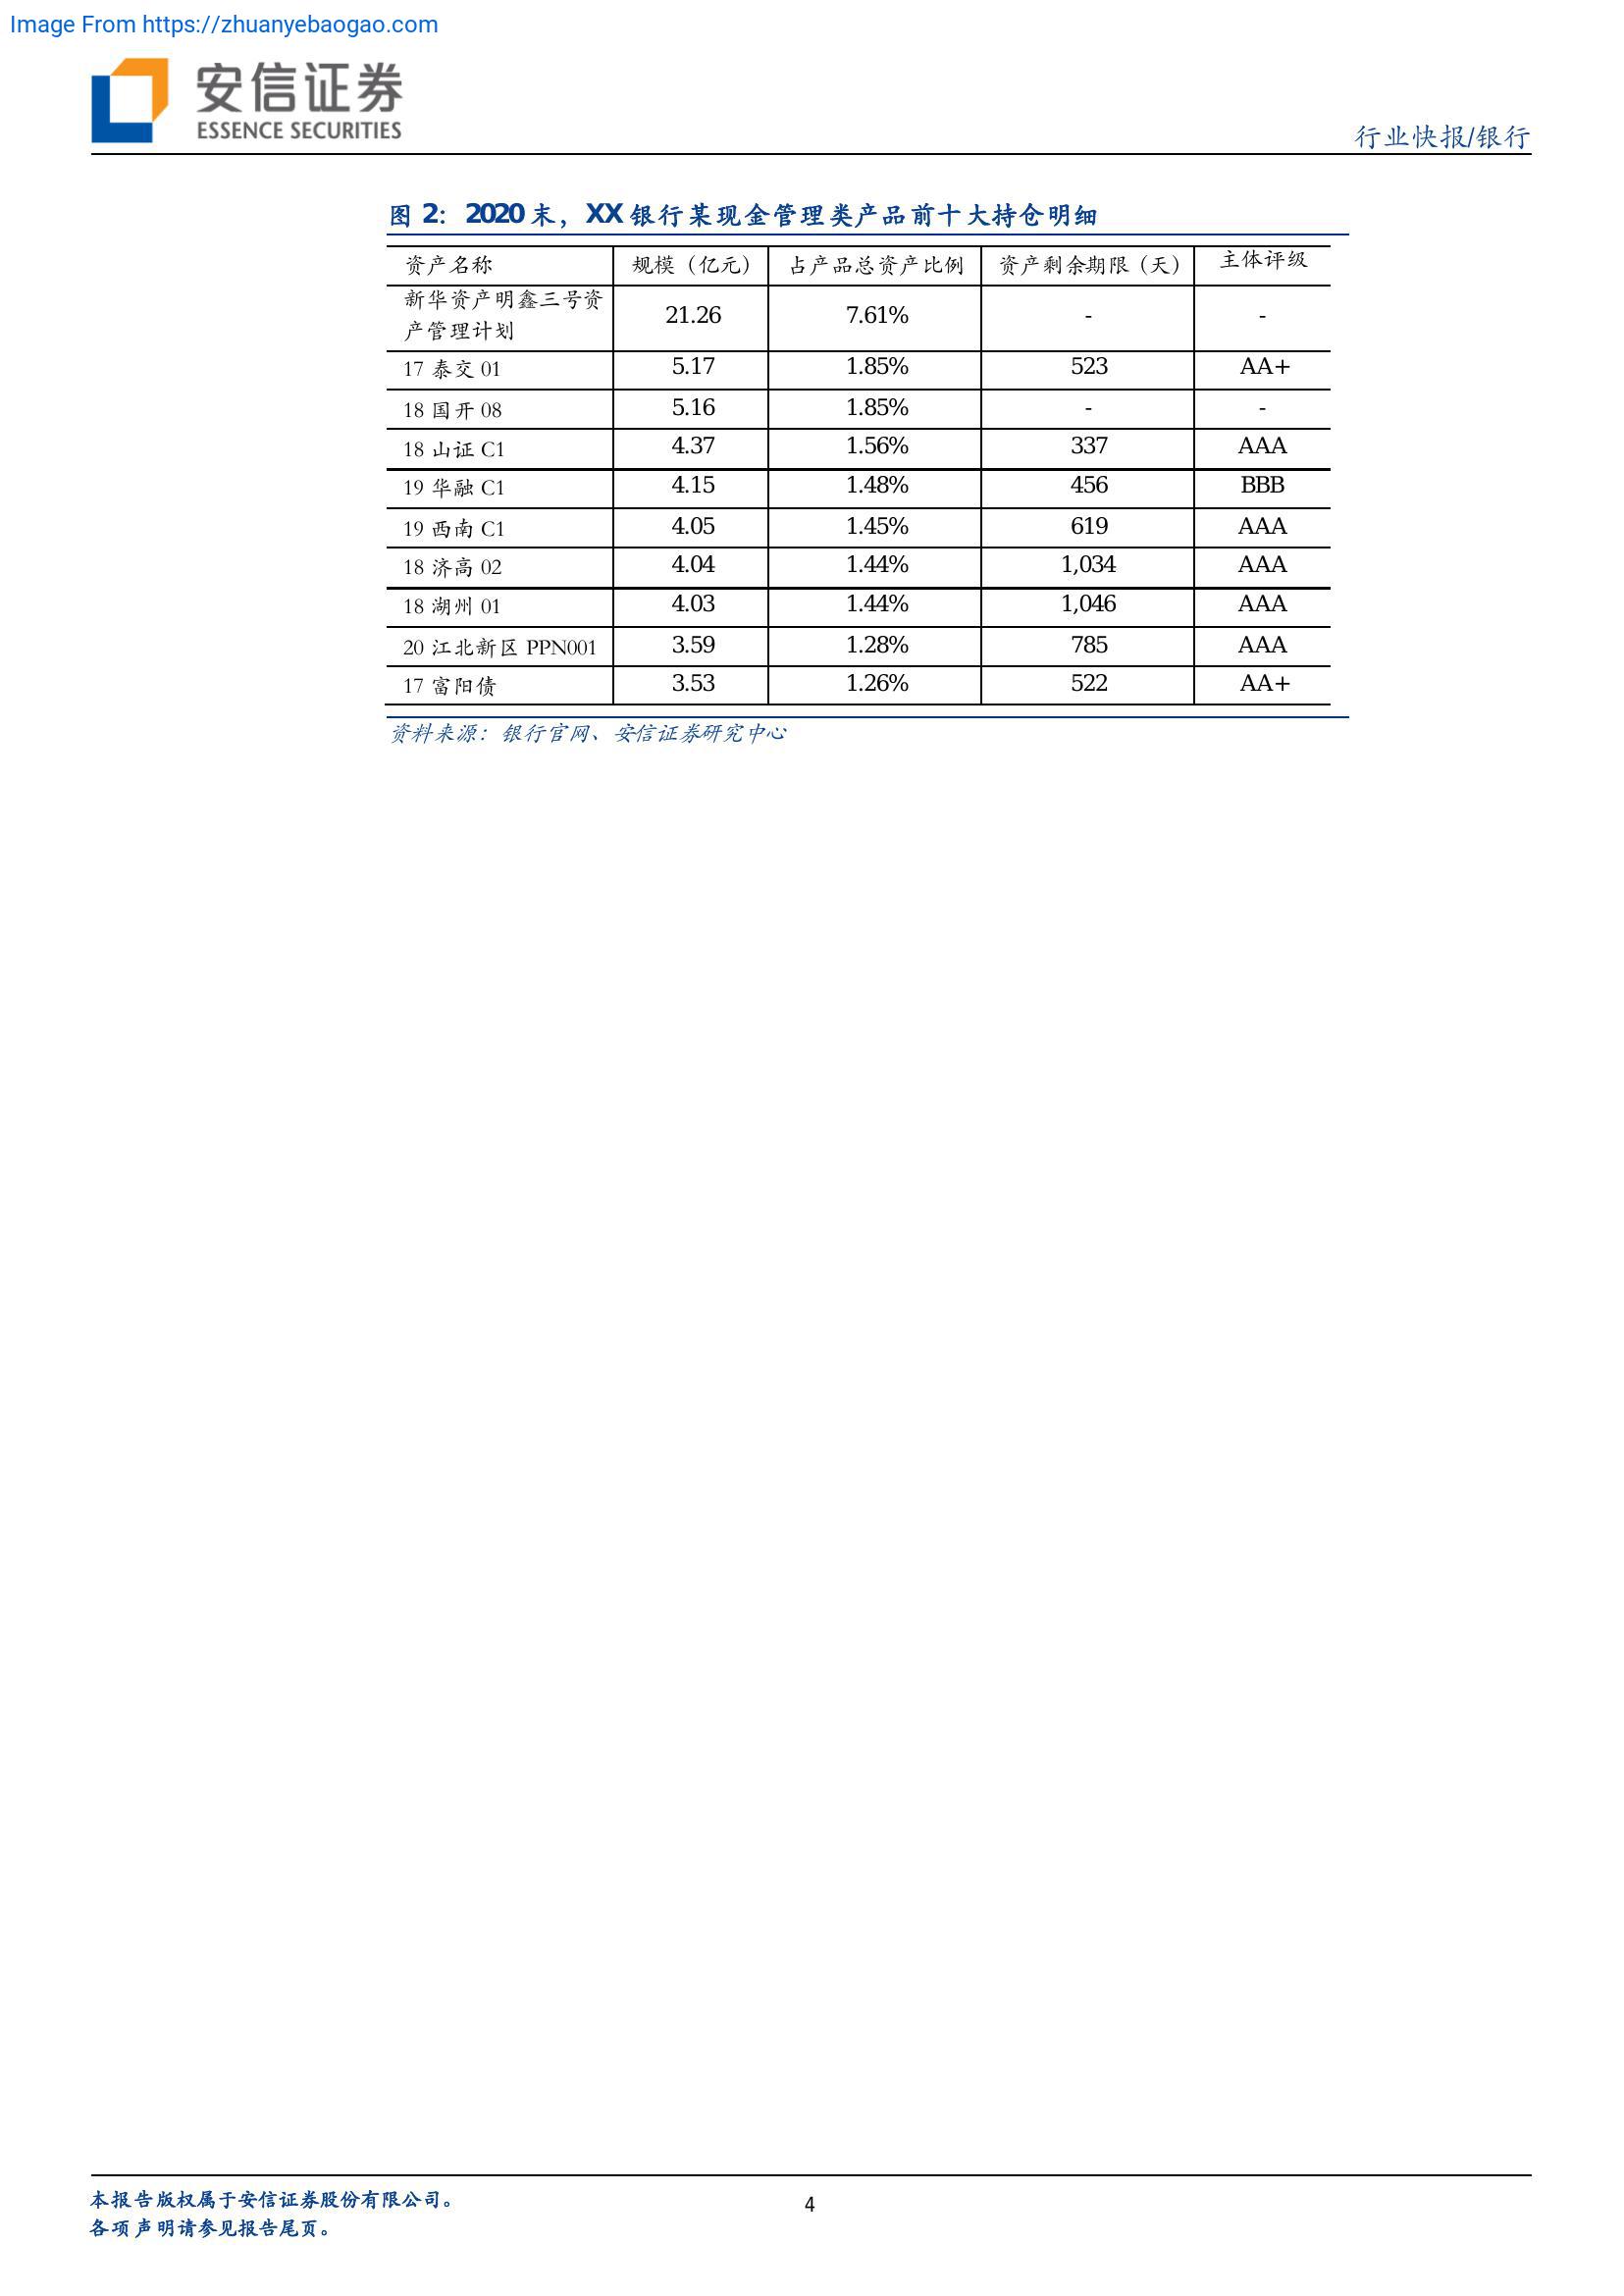 Image From https://zhuanyebaogao.com
安信证券
ESSENCE SECURITIES
行业快报/银行
图 2： 2020 末，XX 银行某现金管理类产品前十大持仓明细
资产名称 规模（亿元） 占产品总资产比例 资产剩余期限（天） 主体评级
新华资产明鑫三号资
产管理计划 21.26 7.61% - -
17 泰交 01 5.17 1.85% 523 AA+
18 国开 08 5.16 1.85% - -
18 山证 C1 4.37 1.56% 337 AAA
19 华融 C1 4.15 1.48% 456 BBB
19 西南 C1 4.05 1.45% 619 AAA
18 济高 02 4.04 1.44% 1,034 AAA
18 湖州 01 4.03 1.44% 1,046 AAA
20 江北新区 PPN001 3.59 1.28% 785 AAA
17 富阳债 3.53 1.26% 522 AA+
资料来源：银行官网、安信证券研究中心
本报告版权属于安信证券股份有限公司。
各项声明请参见报告尾页。
4